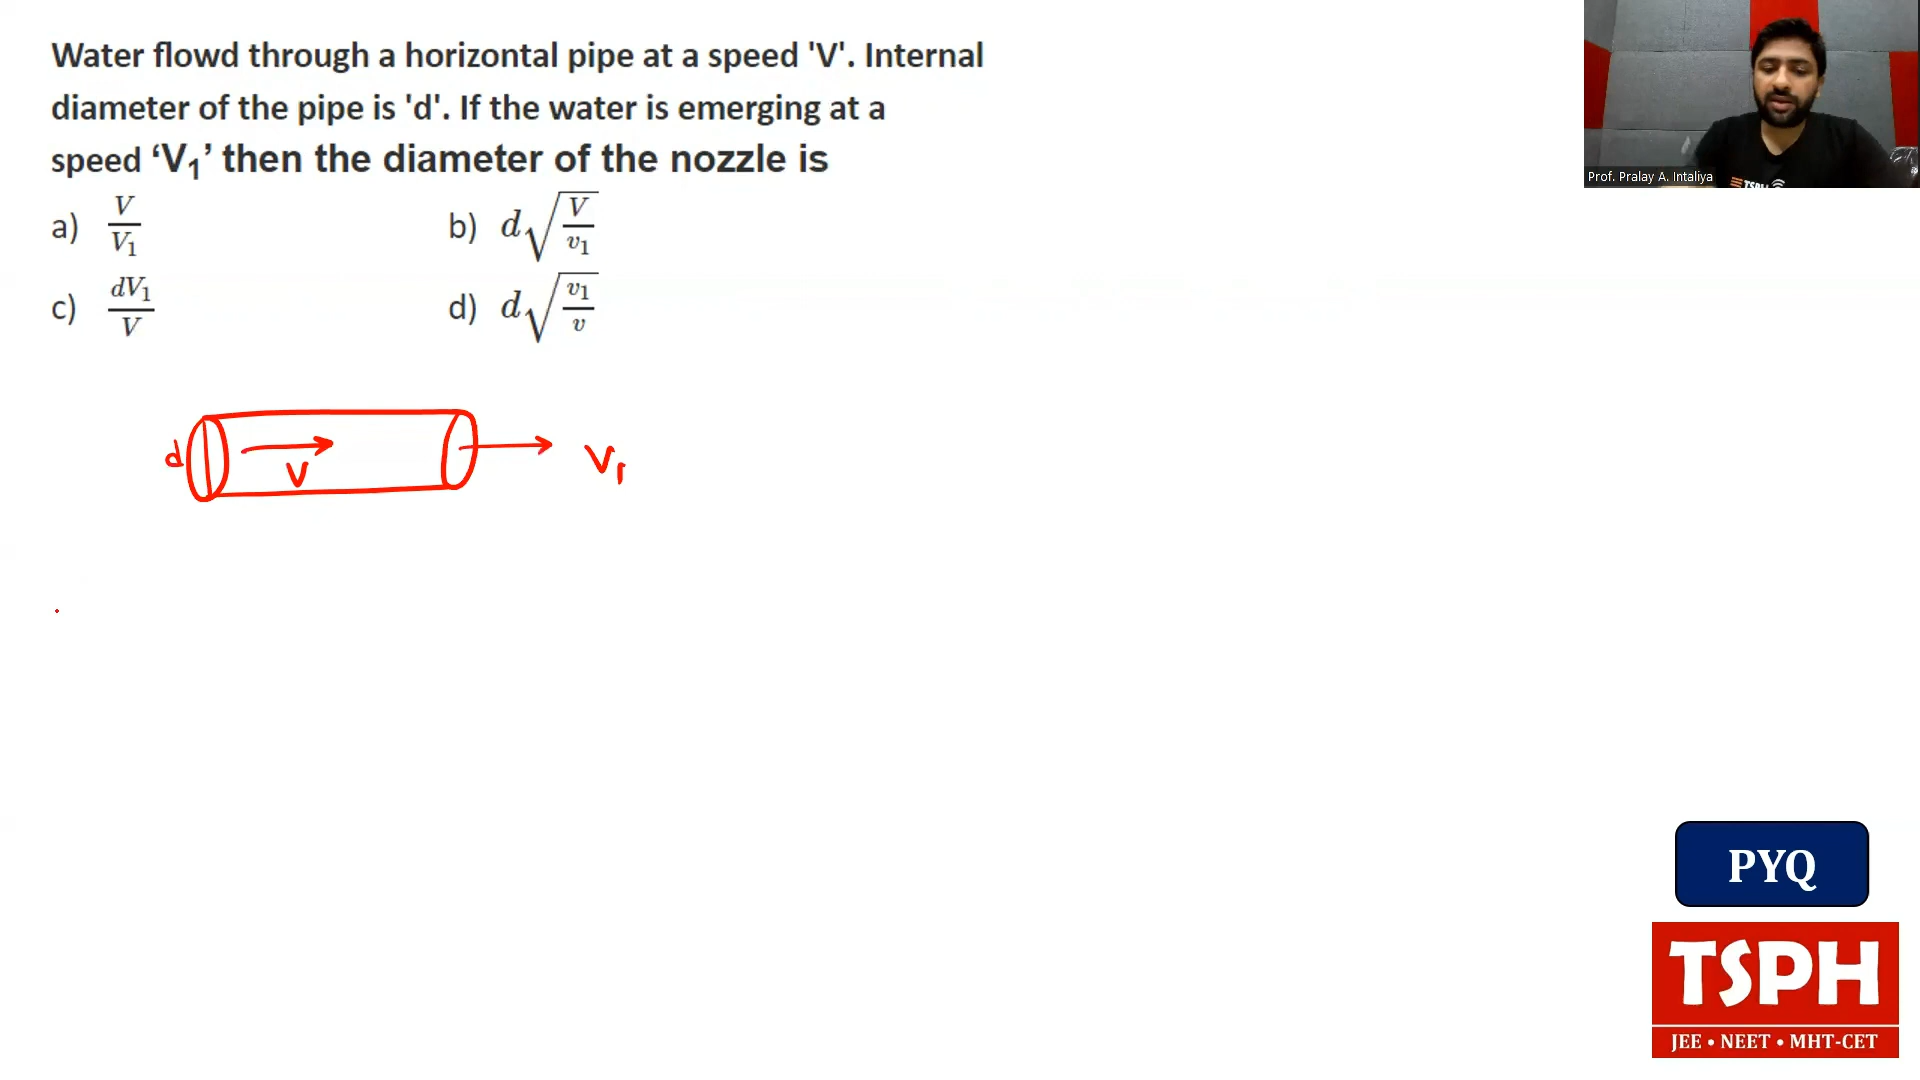 Water flowd through a horizontal pipe at a speed 'V'. Internal
diameter of the pipe is 'd'. If the water is emerging at a
speed ‘V₁’ then the diameter of the nozzle is
a) V/V₁ b) d√(V/v₁)
c) dV₁/V d) d√(v₁/v)
d V V₁
Prof. Pralay A. Intaliya
TSPH
PYQ
TSPH
JEE • NEET • MHT-CET